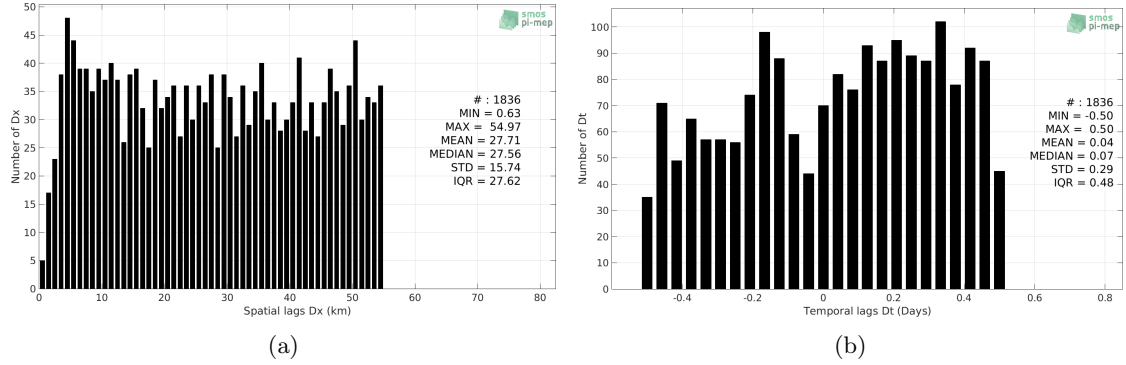 50
45
40
35
30
25
20
15
10
5
0
Number of Dx
0 10 20 30 40 50 60 70 80
Spatial lags Dx (km)
smos
pi-mep
# : 1836
MIN = 0.63
MAX = 54.97
MEAN = 27.71
MEDIAN = 27.56
STD = 15.74
IQR = 27.62
(a)
100
90
80
70
60
50
40
30
20
10
0
Number of Dt
-0.4 -0.2 0 0.2 0.4 0.6 0.8
Temporal lags Dt (Days)
smos
pi-mep
# : 1836
MIN = -0.50
MAX = 0.50
MEAN = 0.04
MEDIAN = 0.07
STD = 0.29
IQR = 0.48
(b)